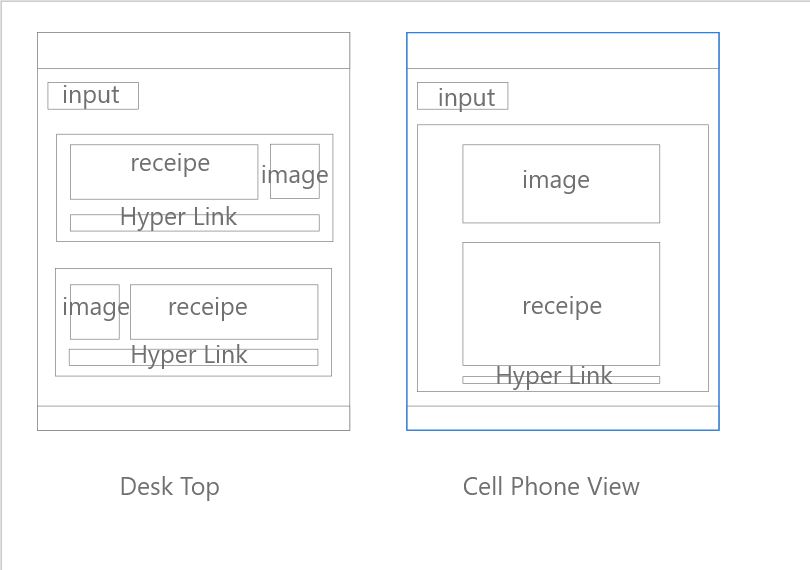 input
receipe
image
Hyper Link
image
receipe
Hyper Link
Desk Top
input
image
receipe
Hyper Link
Cell Phone View